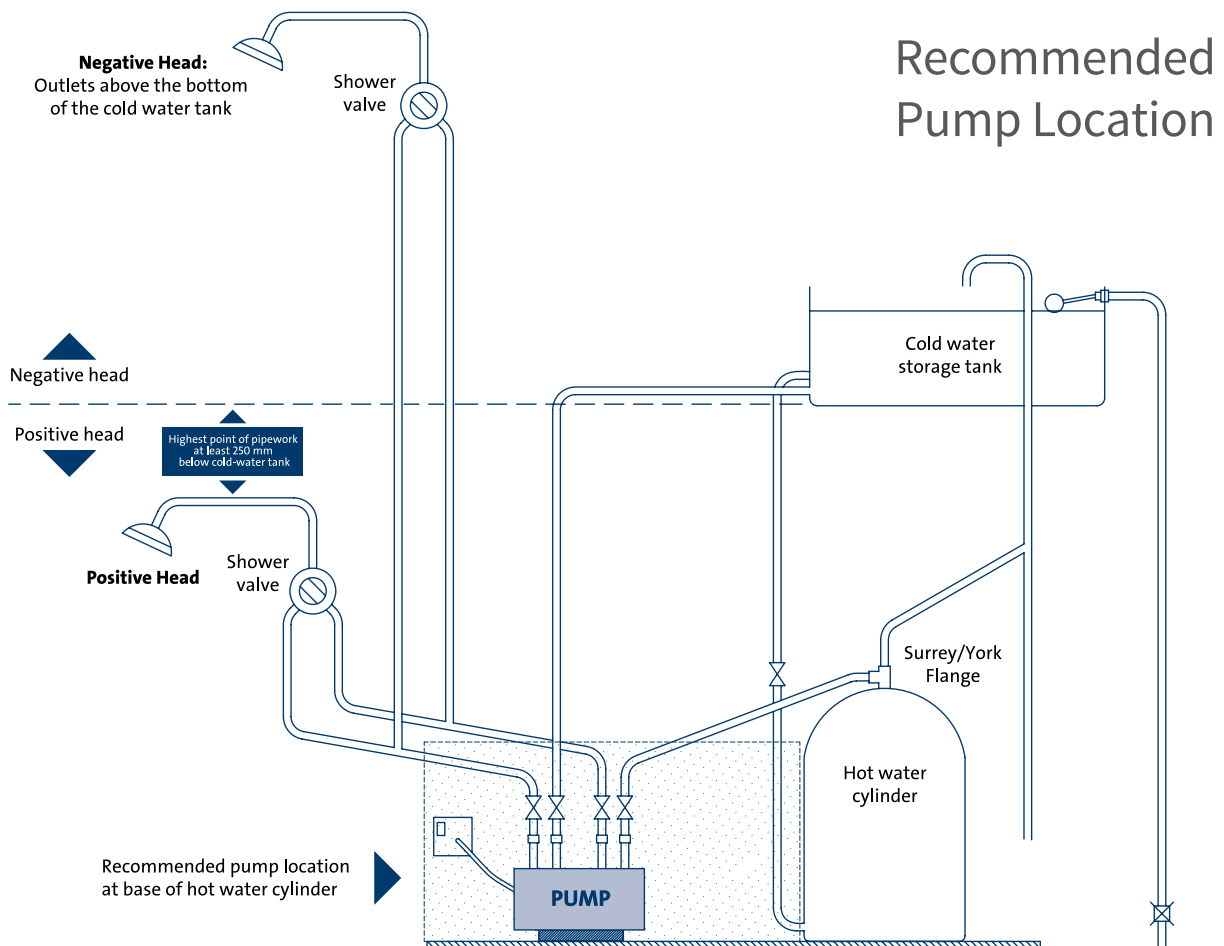 Recommended
Pump Location
Negative Head:
Outlets above the bottom
of the cold water tank
Shower
valve
Cold water
storage tank
Negative head
Positive head
Highest point of pipework
at least 250 mm
below cold-water tank
Positive Head
Shower
valve
Surrey/York
Flange
Hot water
cylinder
Recommended pump location
at base of hot water cylinder
PUMP